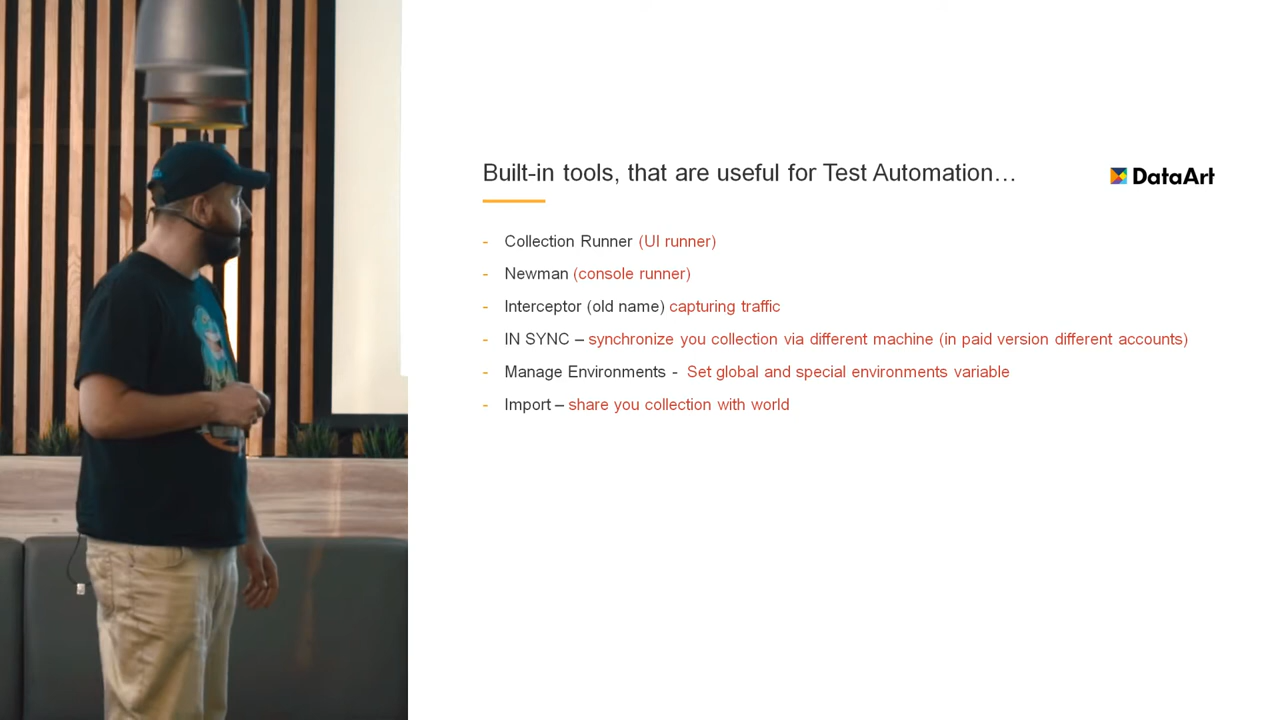 Built-in tools, that are useful for Test Automation…
DataArt
- Collection Runner (UI runner)
- Newman (console runner)
- Interceptor (old name) capturing traffic
- IN SYNC – synchronize you collection via different machine (in paid version different accounts)
- Manage Environments - Set global and special environments variable
- Import – share you collection with world